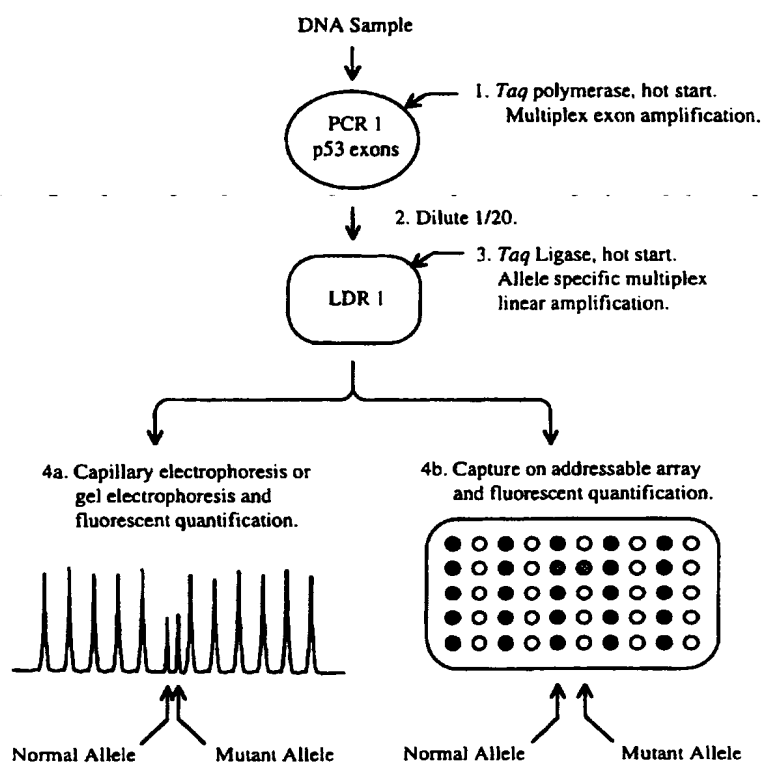 DNA Sample
1. Taq polymerase, hot start.
Multiplex exon amplification.
PCR 1
p53 exons
2. Dilute 1/20.
3. Taq Ligase, hot start.
Allele specific multiplex
linear amplification.
LDR 1
4a. Capillary electrophoresis or
gel electrophoresis and
fluorescent quantification.
4b. Capture on addressable array
and fluorescent quantification.
Normal Allele
Mutant Allele
Normal Allele
Mutant Allele